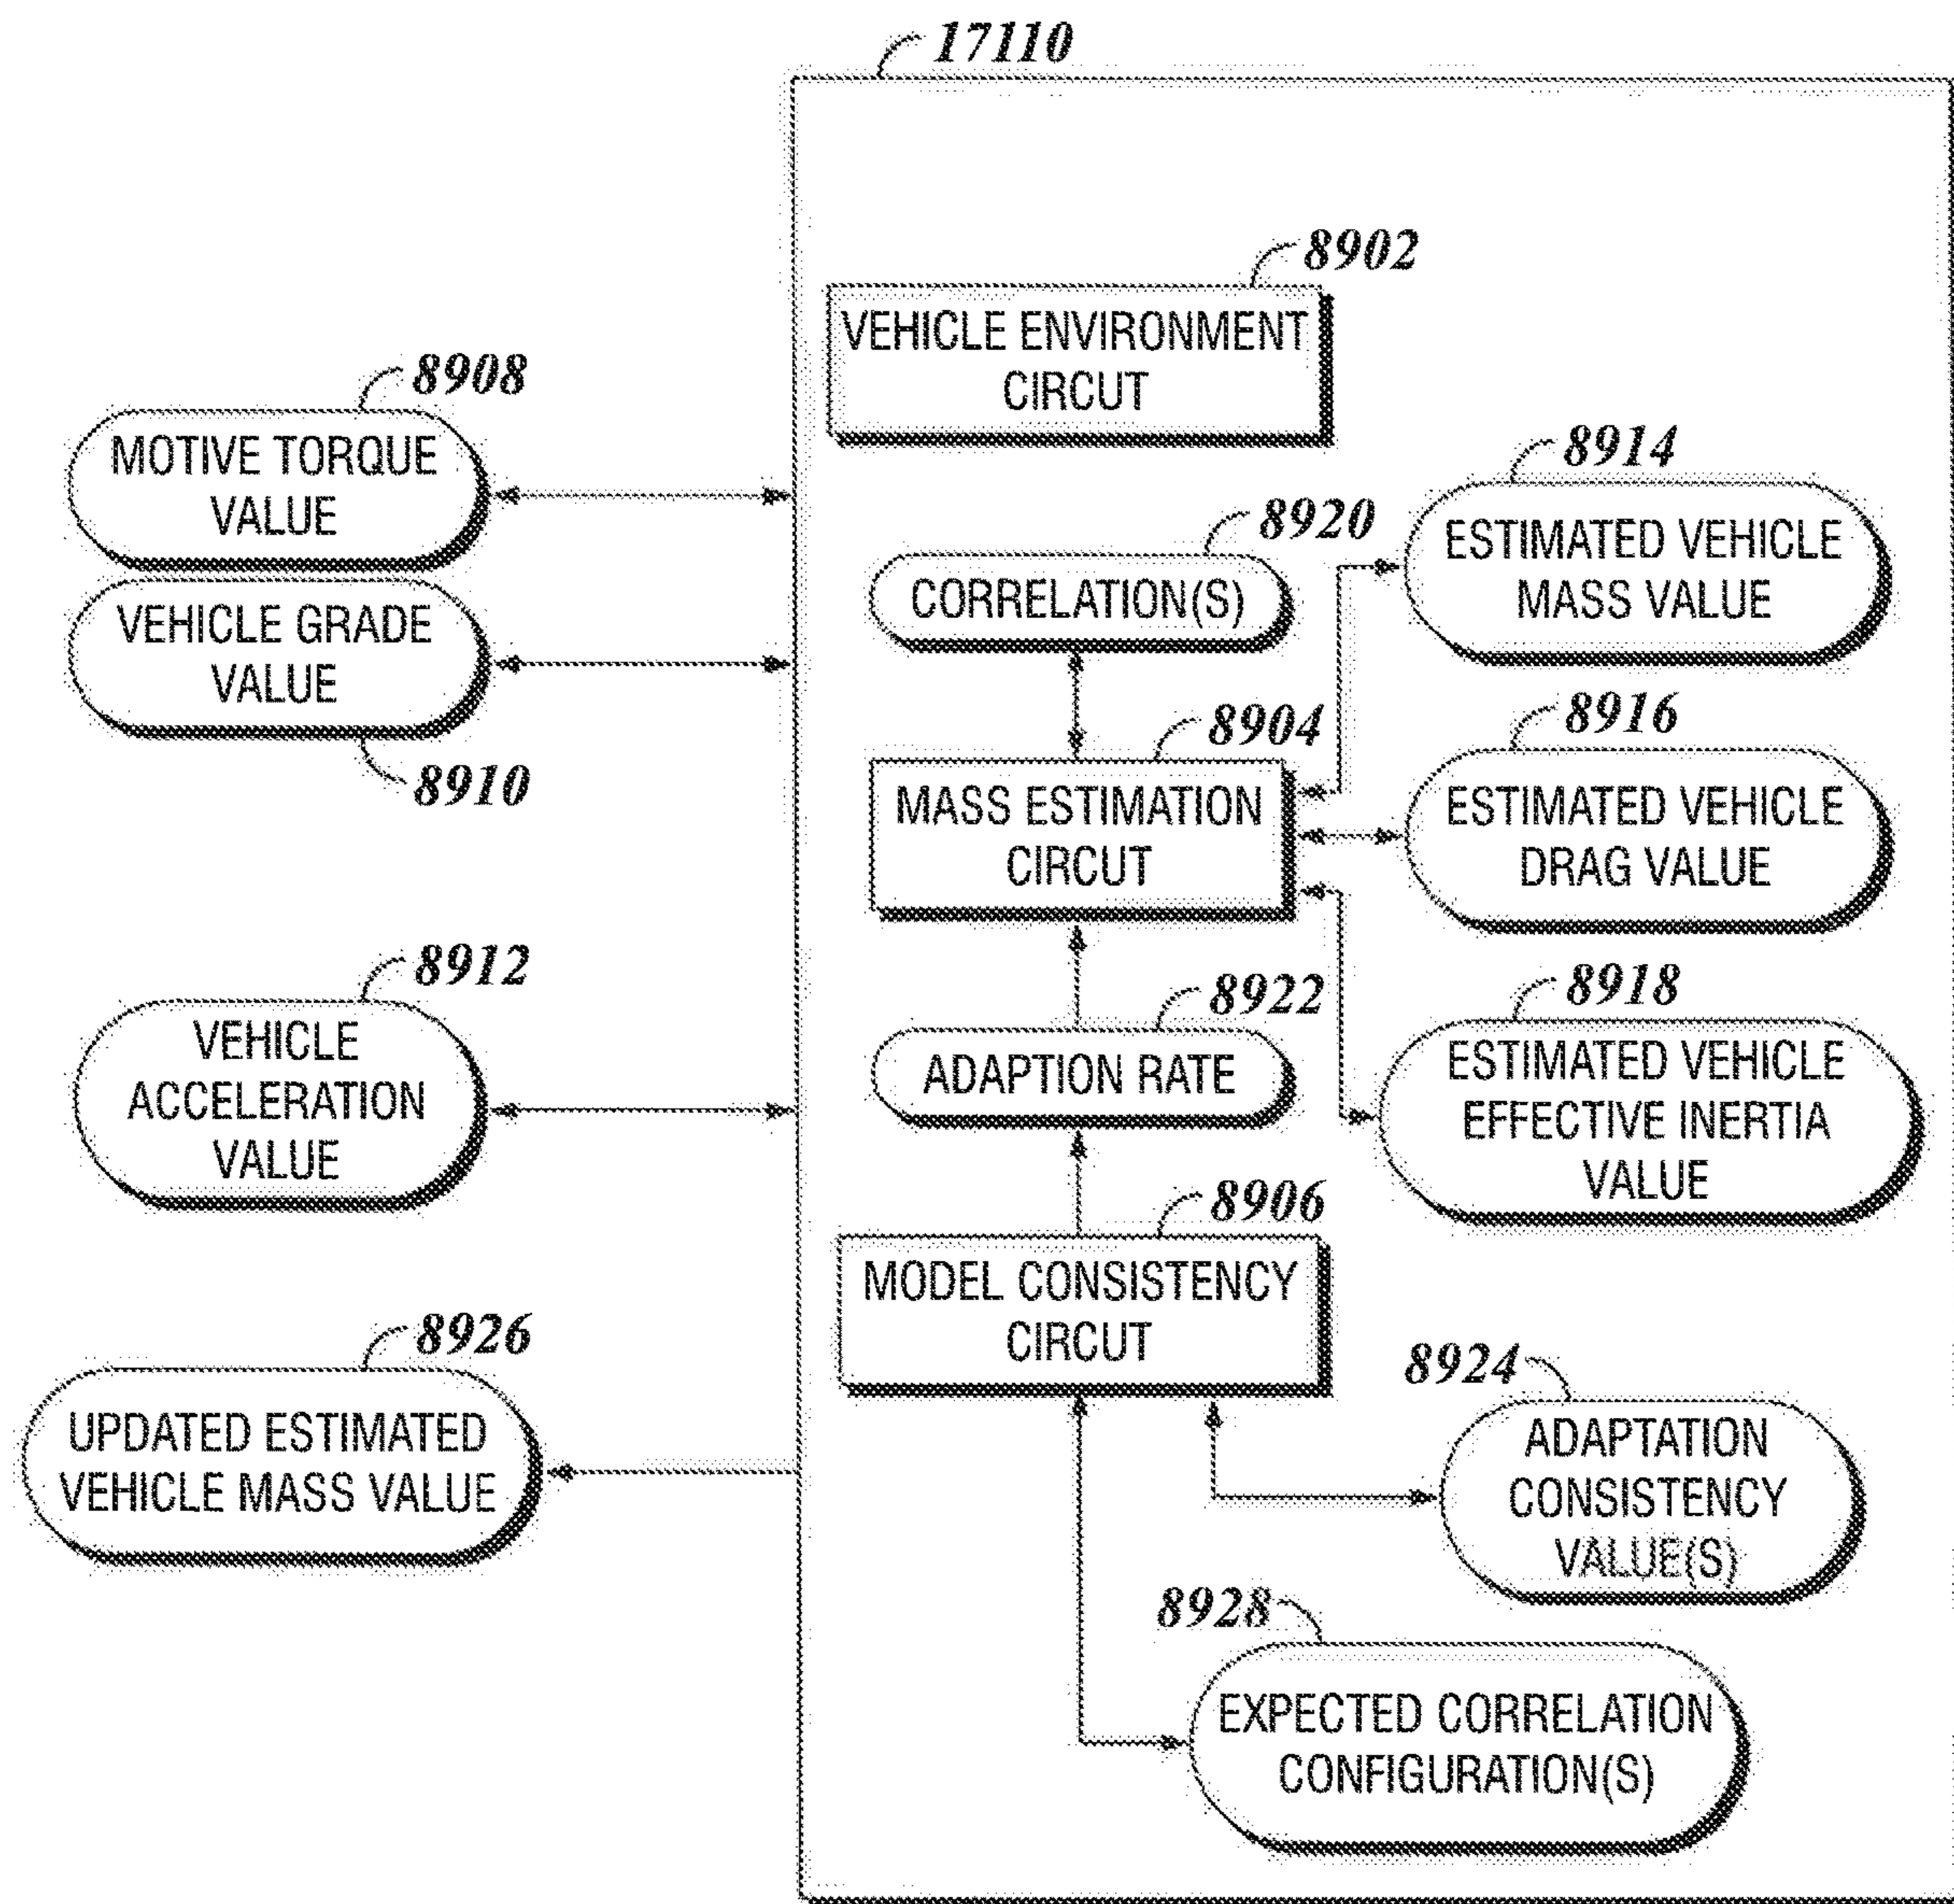 17110
8902
VEHICLE ENVIRONMENT
CIRCUT
8908
MOTIVE TORQUE
VALUE
VEHICLE GRADE
VALUE
8910
8914
ESTIMATED VEHICLE
MASS VALUE
8920
CORRELATION(S)
8904
MASS ESTIMATION
CIRCUT
8916
ESTIMATED VEHICLE
DRAG VALUE
8912
VEHICLE
ACCELERATION
VALUE
8922
ADAPTION RATE
8918
ESTIMATED VEHICLE
EFFECTIVE INERTIA
VALUE
8906
MODEL CONSISTENCY
CIRCUT
8926
UPDATED ESTIMATED
VEHICLE MASS VALUE
8924
ADAPTATION
CONSISTENCY
VALUE(S)
8928
EXPECTED CORRELATION
CONFIGURATION(S)